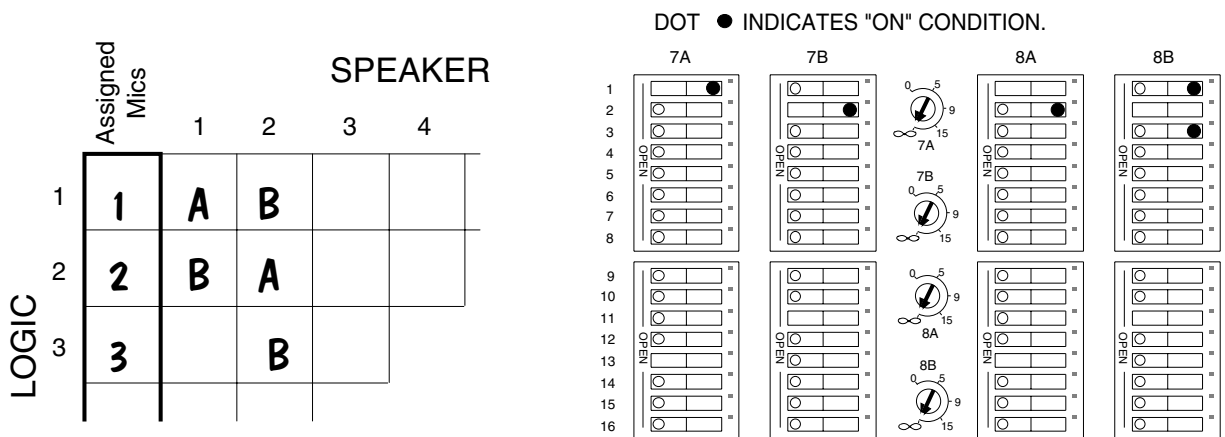 DOT ● INDICATES "ON" CONDITION.
Assigned Mics
SPEAKER
1 2 3 4
LOGIC
1 1 A B
2 2 B A
3 3 B
7A 7B 8A 8B
1
2
3
4
5
6
7
8
OPEN OPEN OPEN OPEN
0 5 9 15 ∞
7A
7B
0 5 9 15 ∞
9
10
11
12
13
14
15
16
OPEN OPEN OPEN OPEN
0 5 9 15 ∞
8A
8B
0 5 9 15 ∞